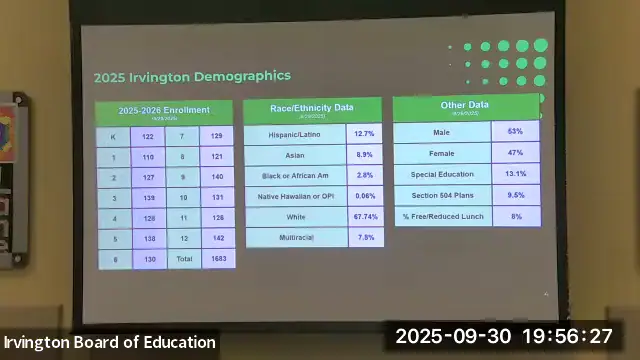 2025 Irvington Demographics
2025-2026 Enrollment
K 122 7 129
1 110 8 121
2 127 9 140
3 139 10 131
4 128 11 126
5 138 12 142
6 130 Total 1683
Race/Ethnicity Data
Hispanic/Latino 12.7%
Asian 8.9%
Black or African Am 2.8%
Native Hawaiian or OPI 0.06%
White 67.74%
Multiracial 7.8%
Other Data
Male 53%
Female 47%
Special Education 13.1%
Section 504 Plans 9.5%
% Free/Reduced Lunch 8%
Irvington Board of Education
2025-09-30 19:56:27